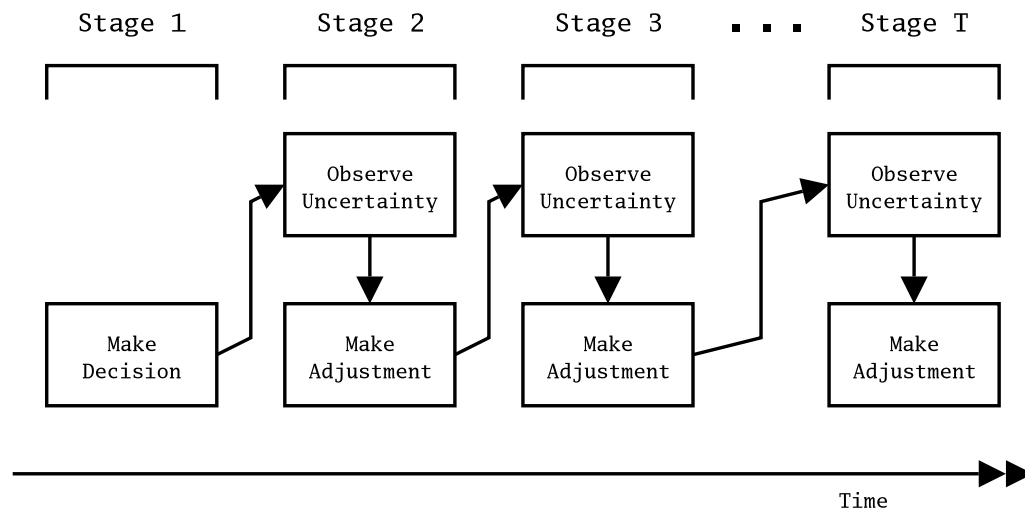 Stage 1 Stage 2 Stage 3 ... Stage T
Observe
Uncertainty
Observe
Uncertainty
Observe
Uncertainty
Make
Decision
Make
Adjustment
Make
Adjustment
Make
Adjustment
Time